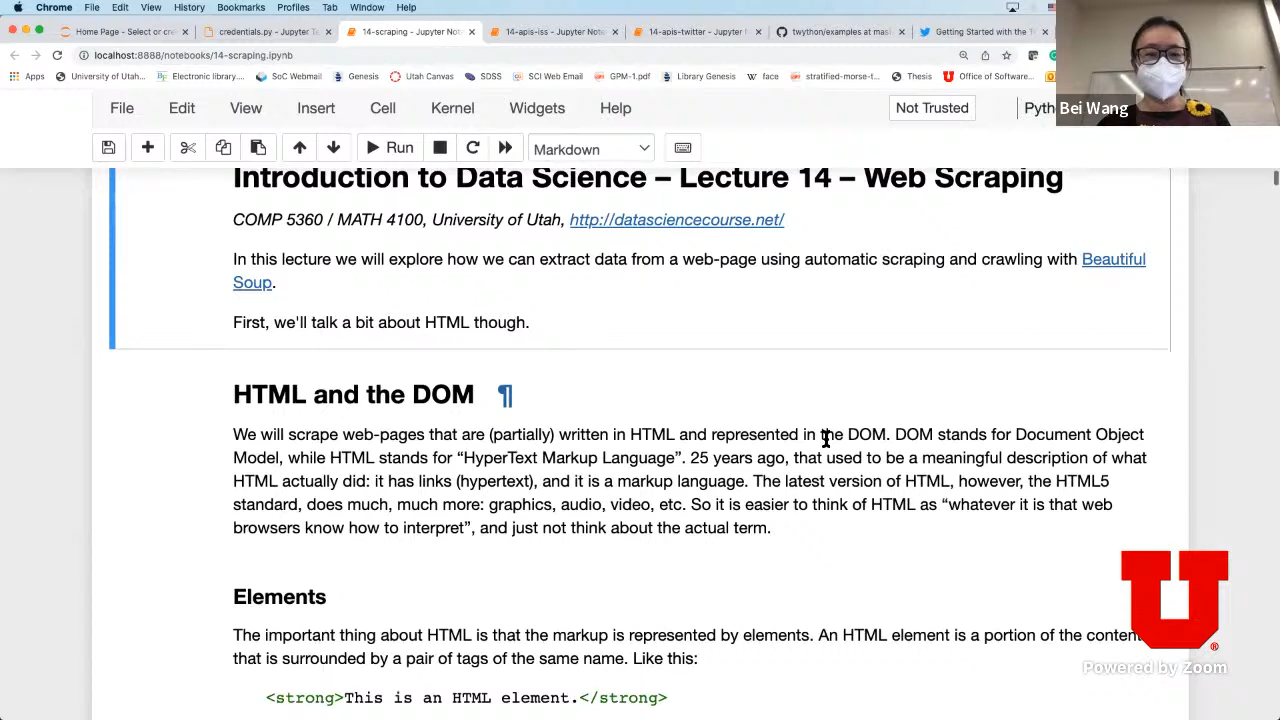 Chrome File Edit View History Bookmarks Profiles Tab Window Help
Home Page - Select or creat credentials.py - Jupyter Not 14-scraping - Jupyter Note 14-apis-iss - Jupyter Noteb 14-apis-twitter - Jupyter N twython/examples at mas Getting Started with the T
localhost:8888/notebooks/14-scraping.ipynb
Apps University of Utah... Electronic library... SoC Webmail Genesis Utah Canvas SDSS SCI Web Email GPM-1.pdf Library Genesis face stratified-morse-t... Thesis Office of Software...
File Edit View Insert Cell Kernel Widgets Help Not Trusted Pyth
Bei Wang
Run Markdown
Introduction to Data Science – Lecture 14 – Web Scraping
COMP 5360 / MATH 4100, University of Utah, http://datasciencecourse.net/
In this lecture we will explore how we can extract data from a web-page using automatic scraping and crawling with Beautiful
Soup.
First, we'll talk a bit about HTML though.
HTML and the DOM ¶
We will scrape web-pages that are (partially) written in HTML and represented in the DOM. DOM stands for Document Object
Model, while HTML stands for “HyperText Markup Language”. 25 years ago, that used to be a meaningful description of what
HTML actually did: it has links (hypertext), and it is a markup language. The latest version of HTML, however, the HTML5
standard, does much, much more: graphics, audio, video, etc. So it is easier to think of HTML as “whatever it is that web
browsers know how to interpret”, and just not think about the actual term.
Elements
The important thing about HTML is that the markup is represented by elements. An HTML element is a portion of the content
that is surrounded by a pair of tags of the same name. Like this:
<strong>This is an HTML element.</strong>
U ®
Powered by Zoom